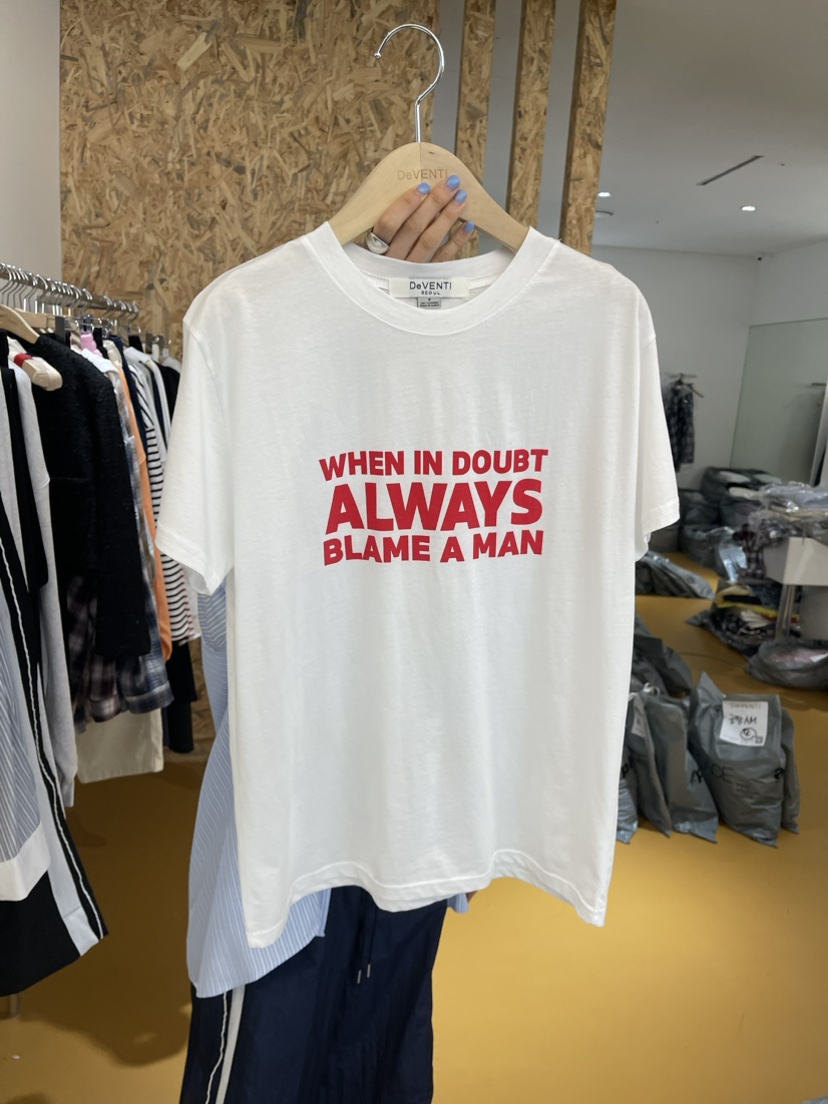 DeVENTI
DeVENTI
SEOUL
F
WHEN IN DOUBT
ALWAYS
BLAME A MAN
DeVENTI